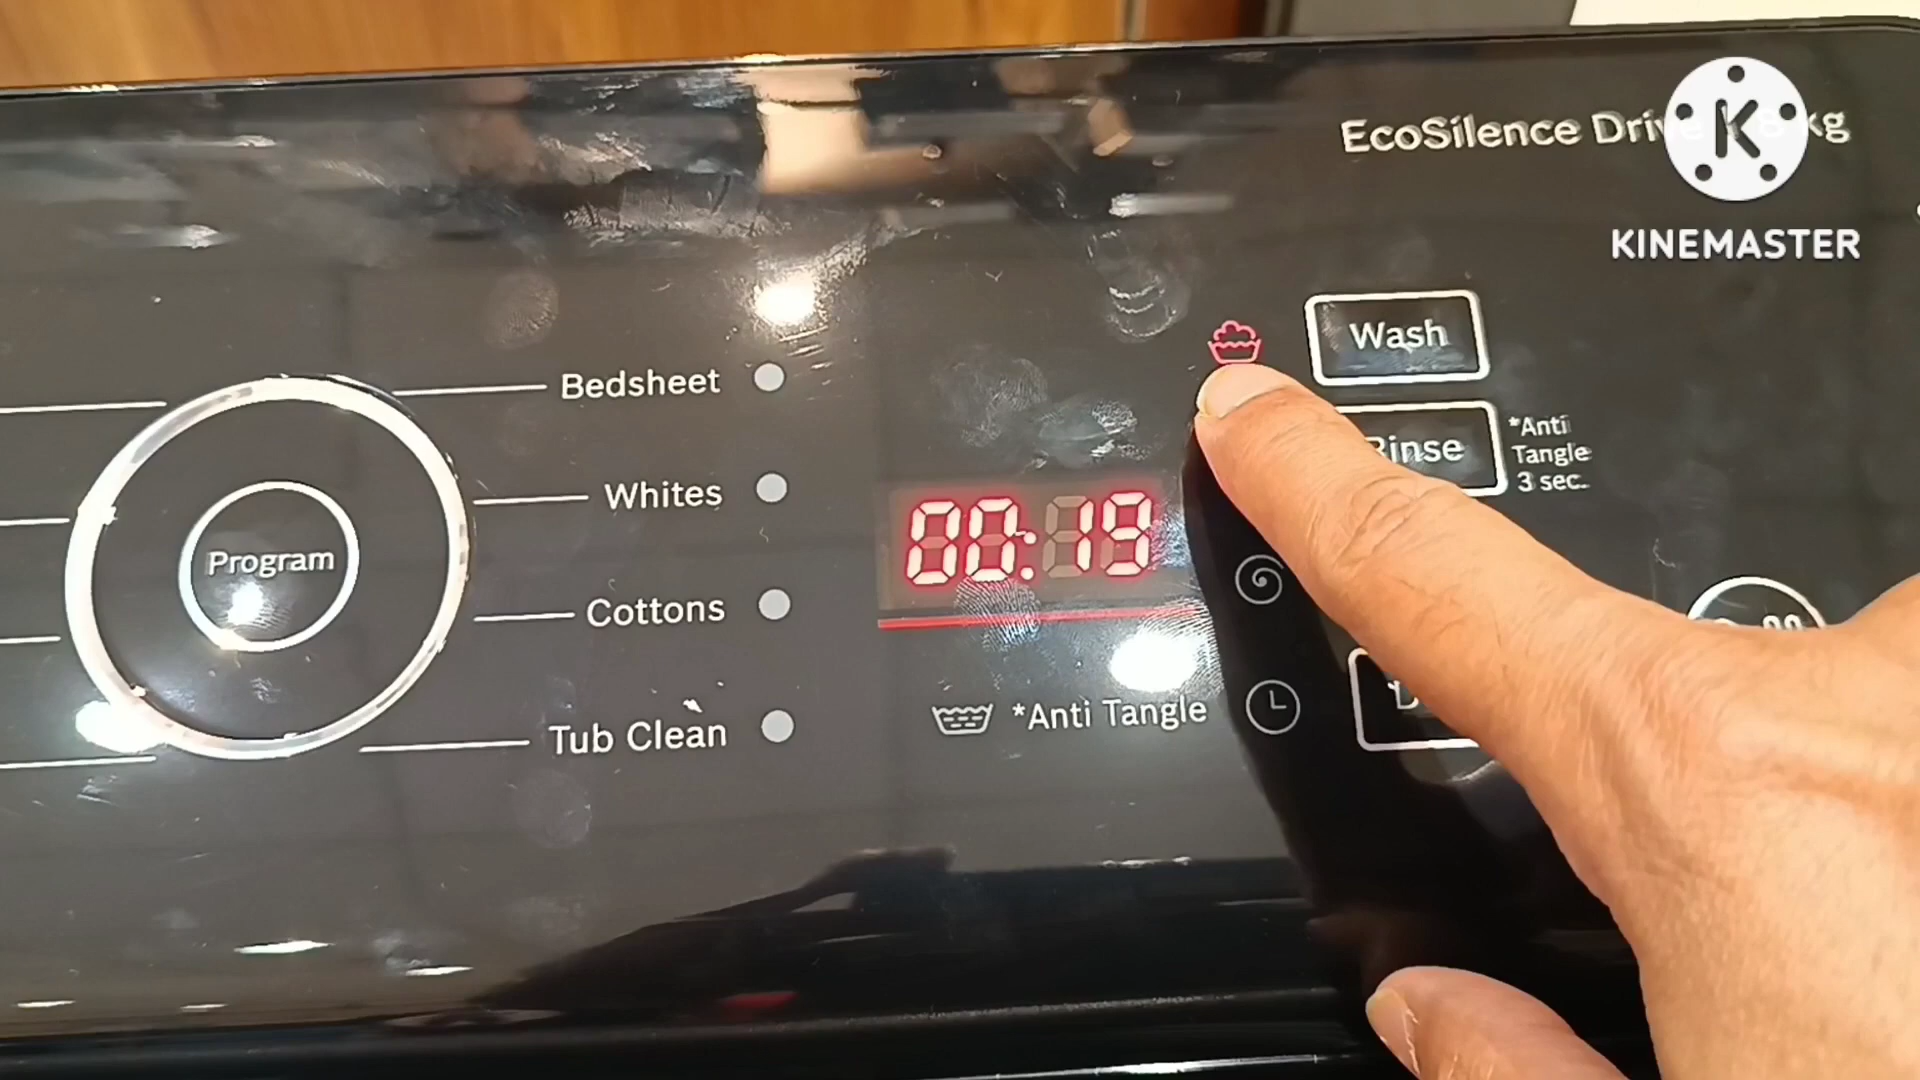 EcoSilence Drive 8 kg
K
KINEMASTER
Wash
Rinse
*Anti
Tangle
3 sec.
Bedsheet
Whites
Cottons
Tub Clean
Program
00:19
*Anti Tangle